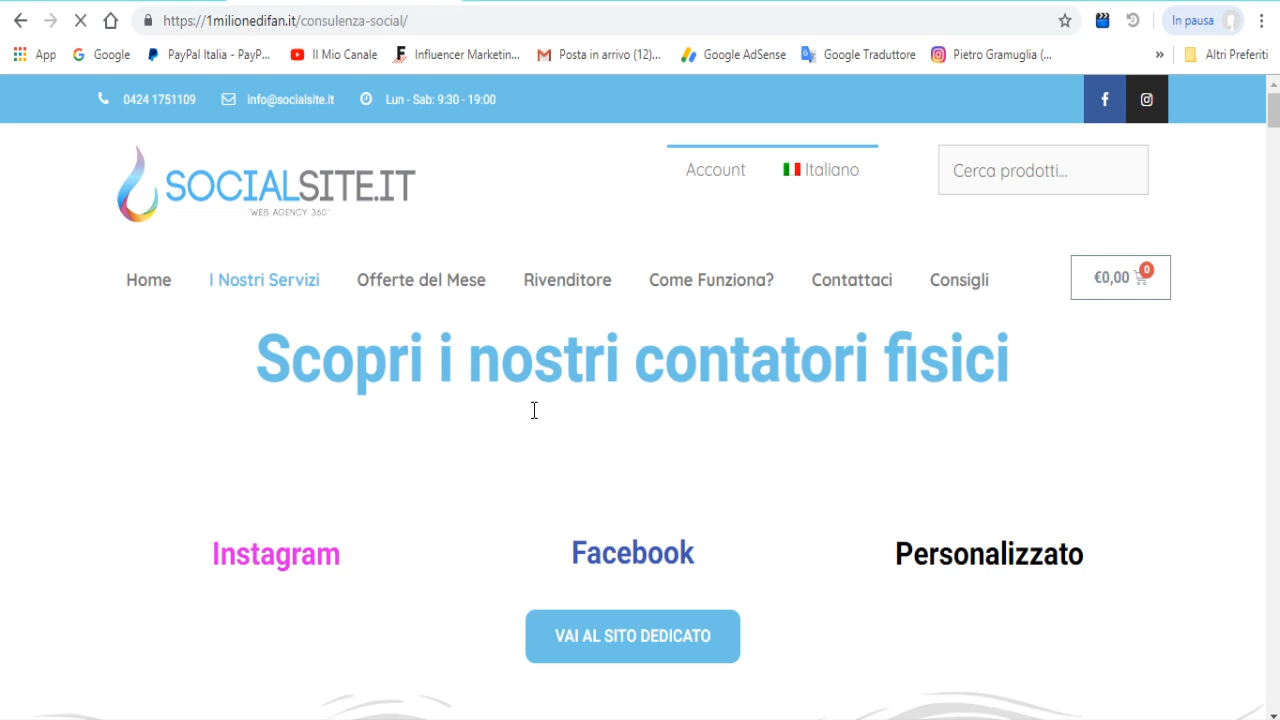 https://1milionedifan.it/consulenza-social/
In pausa
App
Google
PayPal Italia - PayP...
Il Mio Canale
Influencer Marketin...
Posta in arrivo (12)...
Google AdSense
Google Traduttore
Pietro Gramuglia (...
»
Altri Preferiti
0424 1751109
info@socialsite.it
Lun - Sab: 9:30 - 19:00
SOCIALSITE.IT
WEB AGENCY 360°
Account
Italiano
Cerca prodotti...
Home
I Nostri Servizi
Offerte del Mese
Rivenditore
Come Funziona?
Contattaci
Consigli
€0,00
0
Scopri i nostri contatori fisici
Instagram
Facebook
Personalizzato
VAI AL SITO DEDICATO